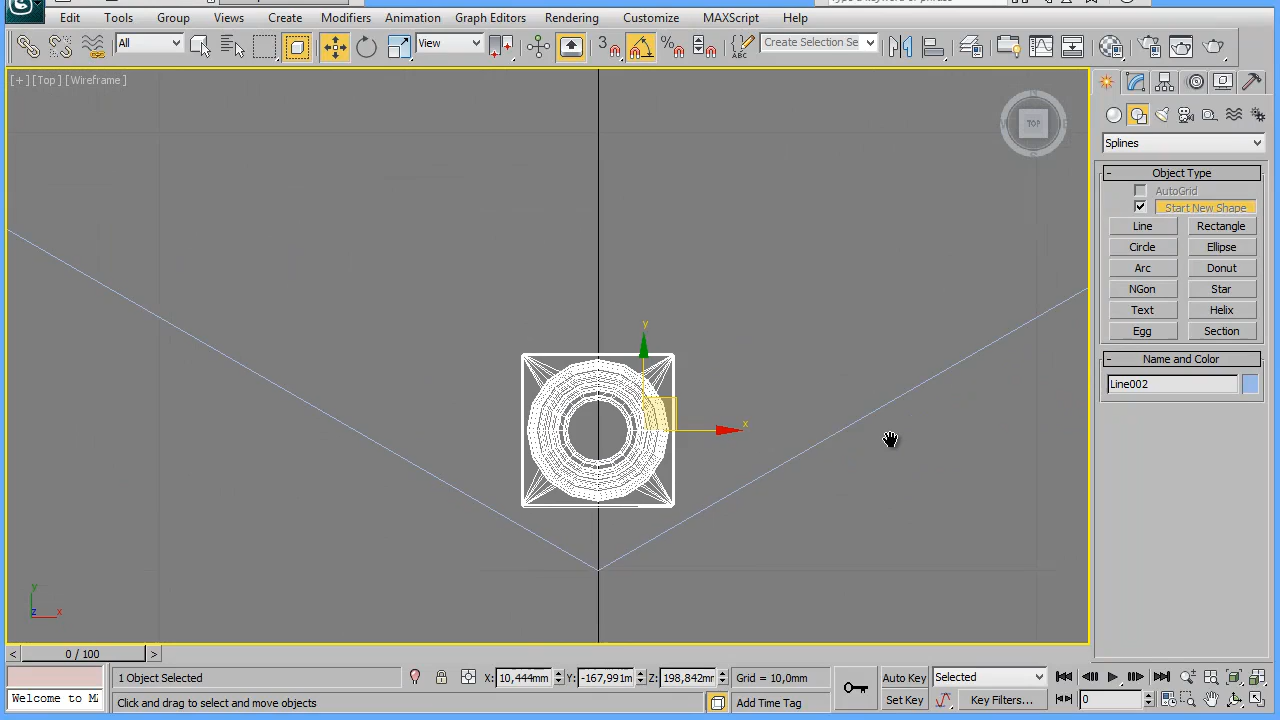 Edit Tools Group Views Create Modifiers Animation Graph Editors Rendering Customize MAXScript Help
All View 3 % ABC Create Selection Se
[+] [Top] [Wireframe]
TOP
Splines
- Object Type
AutoGrid
Start New Shape
Line Rectangle
Circle Ellipse
Arc Donut
NGon Star
Text Helix
Egg Section
- Name and Color
Line002
y
x
y
z x
< 0 / 100 >
1 Object Selected X: 10,444mm Y: -167,991m Z: 198,842mm Grid = 10,0mm Auto Key Selected
Welcome to M Click and drag to select and move objects Add Time Tag Set Key Key Filters... 0